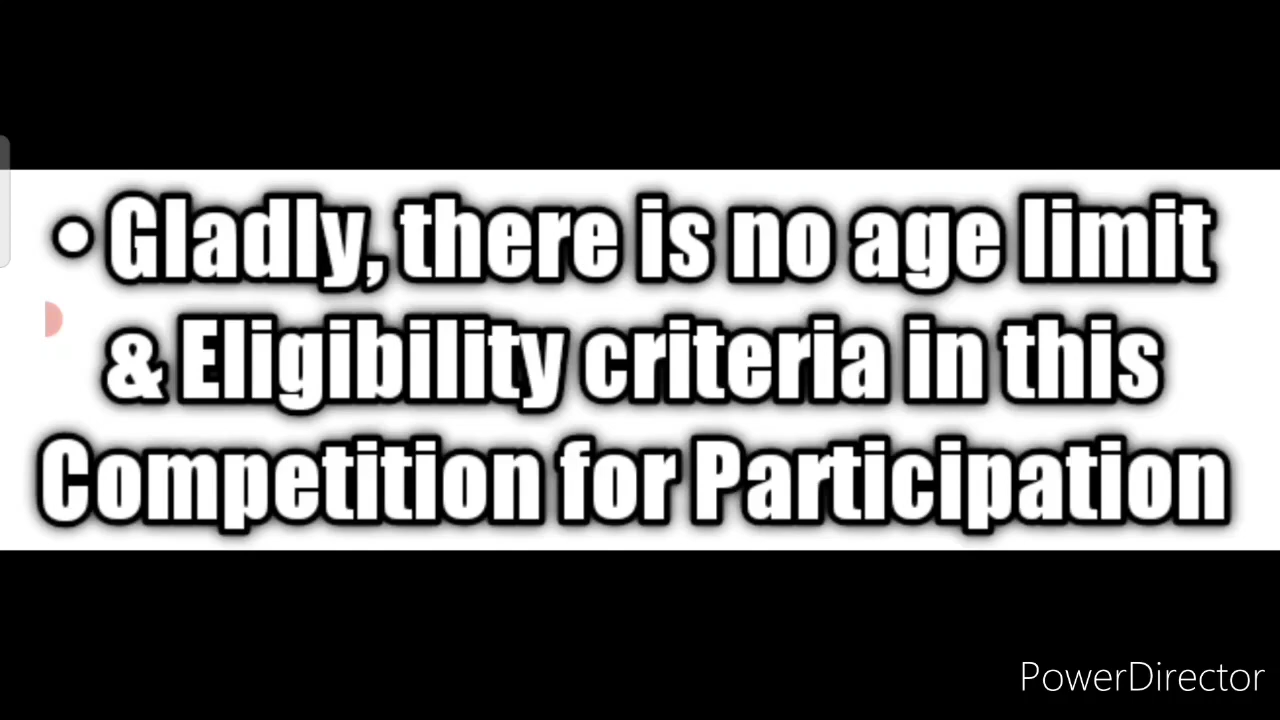 • Gladly, there is no age limit
& Eligibility criteria in this
Competition for Participation
PowerDirector